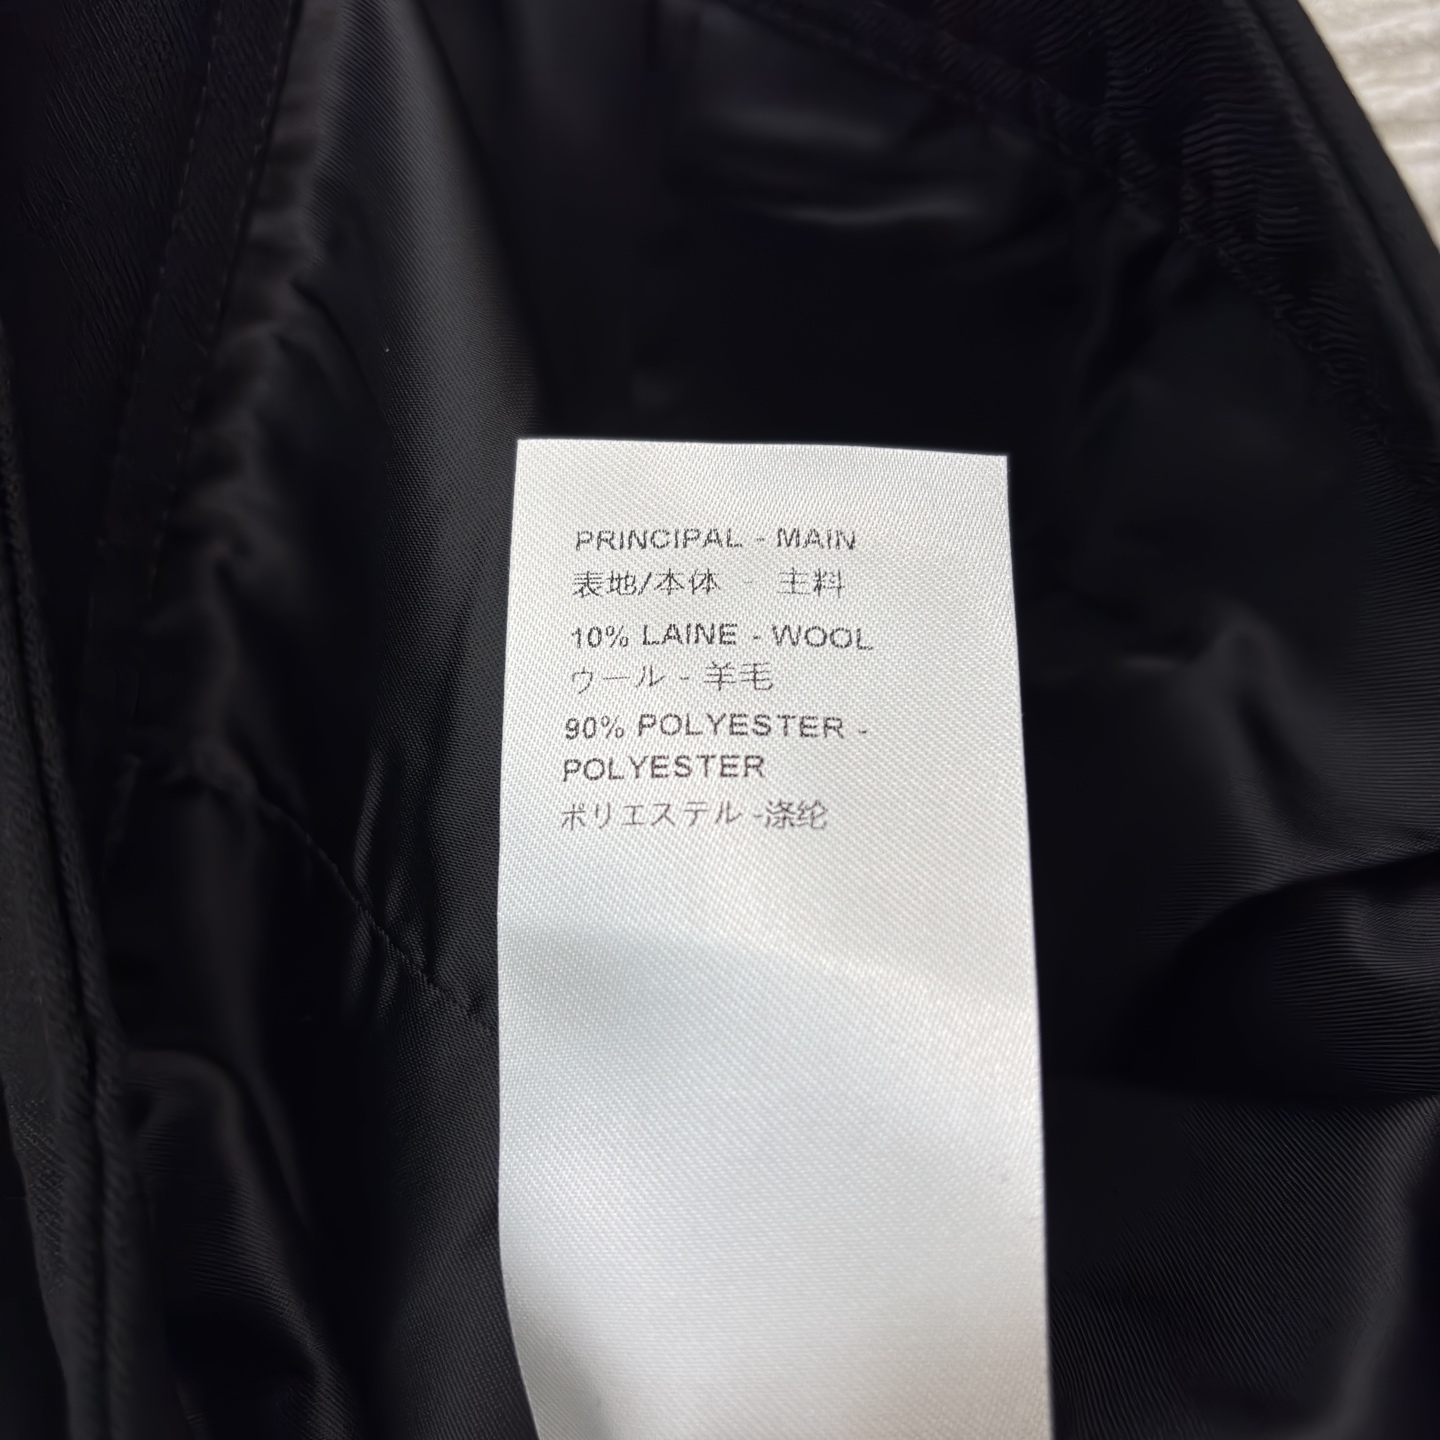 PRINCIPAL - MAIN
表地/本体 - 主料
10% LAINE - WOOL
ウール - 羊毛
90% POLYESTER -
POLYESTER
ポリエステル -涤纶